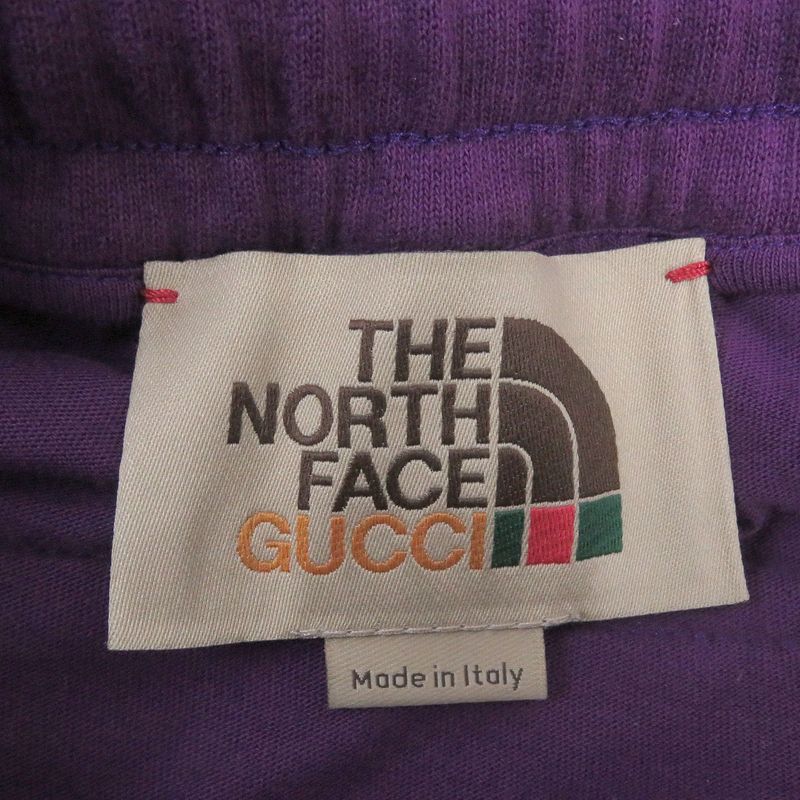 THE
NORTH
FACE
GUCCI
Made in Italy